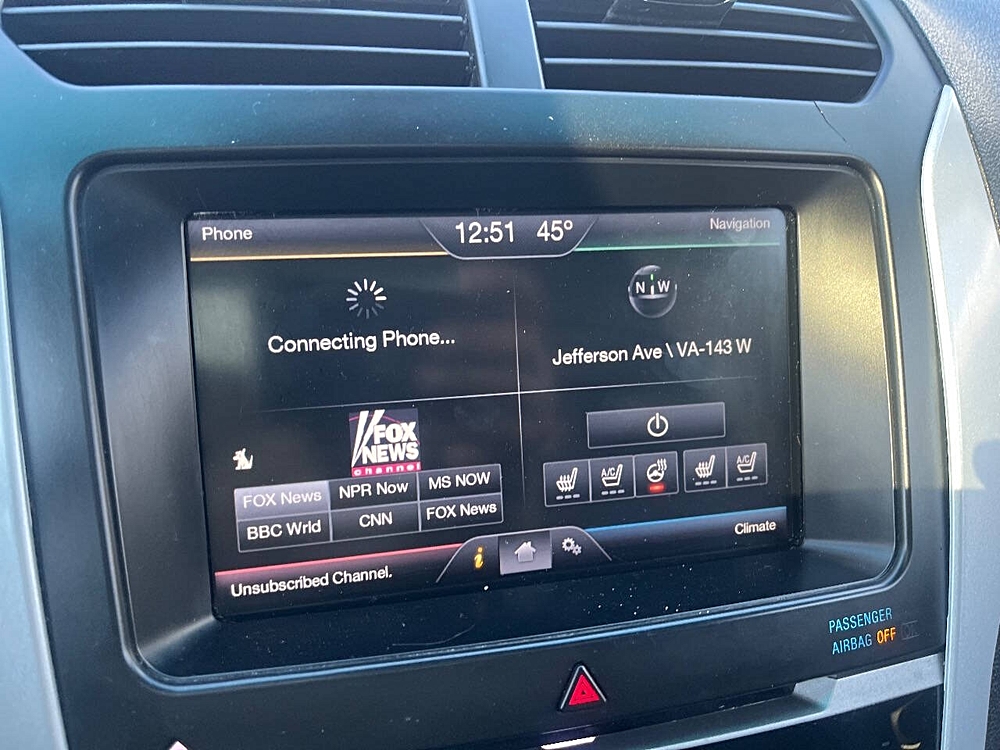 Phone
12:51 45°
Navigation
Connecting Phone...
N W
Jefferson Ave \ VA-143 W
FOX
NEWS
channel
FOX News NPR Now MS NOW
BBC Wrld CNN FOX News
A/C
A/C
Unsubscribed Channel.
i
Climate
PASSENGER
AIRBAG OFF